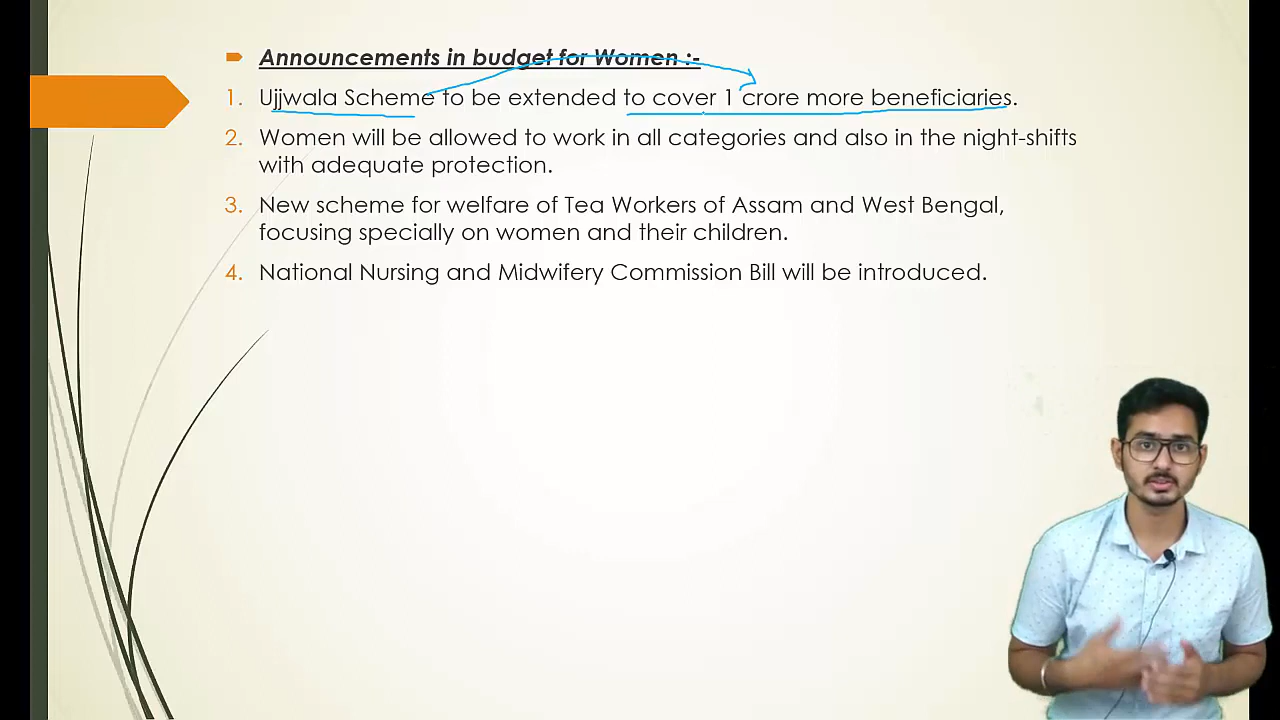 Announcements in budget for Women :-
1. Ujjwala Scheme to be extended to cover 1 crore more beneficiaries.
2. Women will be allowed to work in all categories and also in the night-shifts
with adequate protection.
3. New scheme for welfare of Tea Workers of Assam and West Bengal,
focusing specially on women and their children.
4. National Nursing and Midwifery Commission Bill will be introduced.